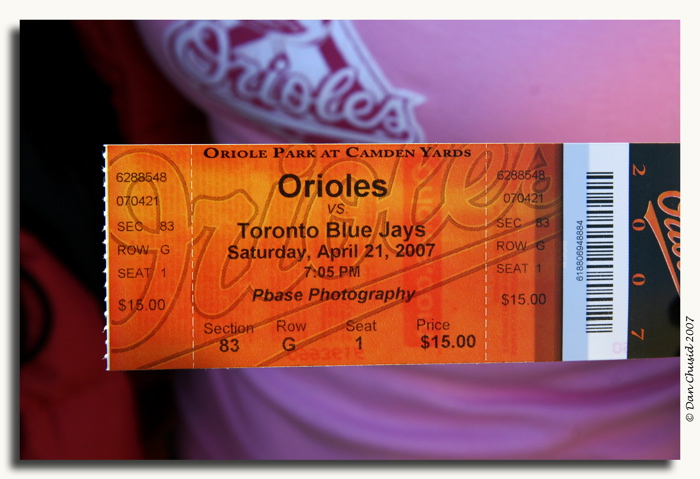 Orioles
ORIOLE PARK AT CAMDEN YARDS
6288548
070421
SEC 83
ROW G
SEAT 1
$15.00
Orioles
VS.
Toronto Blue Jays
Saturday, April 21, 2007
7:05 PM
Pbase Photography
Section Row Seat Price
83 G 1 $15.00
6288548
070421
SEC 83
ROW G
SEAT 1
$15.00
618806948884
2007
© Dan Chusid 2007